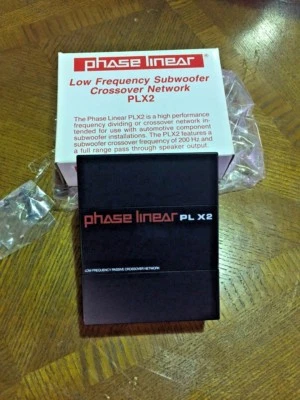 phase linear®
Low Frequency Subwoofer
Crossover Network
PLX2
The Phase Linear PLX2 is a high performance
frequency dividing or crossover network in-
tended for use with automotive component
subwoofer installations. The PLX2 features a
subwoofer crossover frequency of 200 Hz and
a full range pass through speaker output.
phase linear PL X2
LOW FREQUENCY PASSIVE CROSSOVER NETWORK